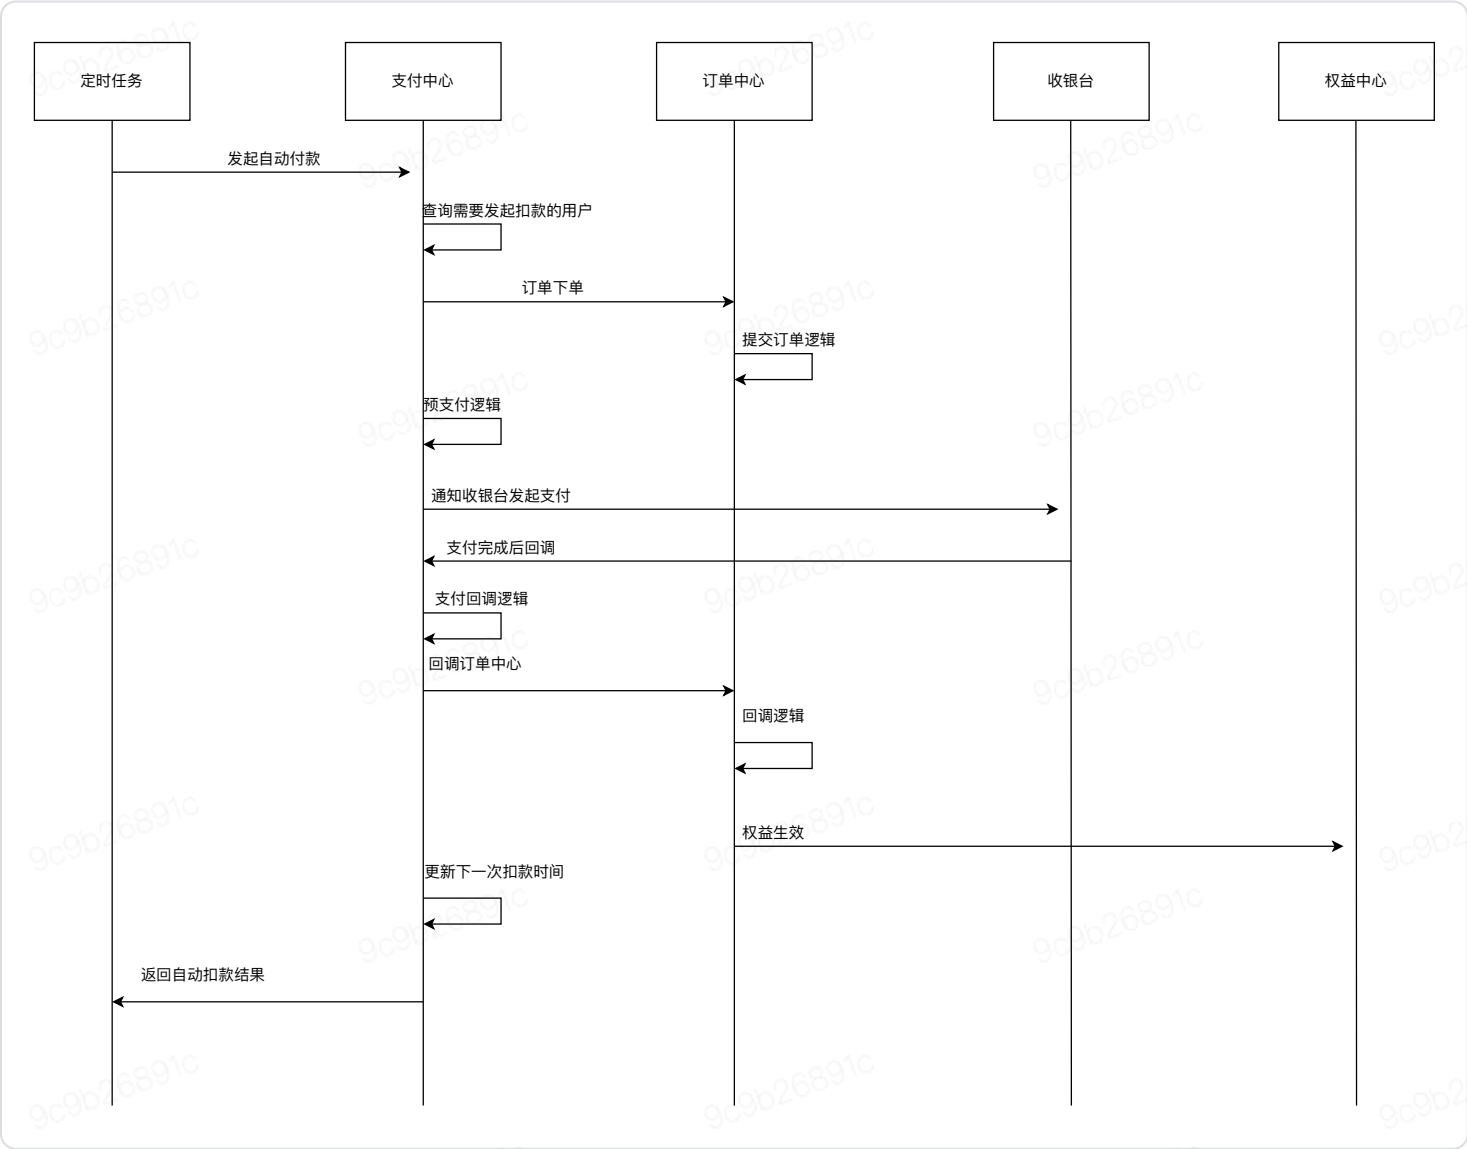 定时任务
支付中心
订单中心
收银台
权益中心
发起自动付款
查询需要发起扣款的用户
订单下单
提交订单逻辑
预支付逻辑
通知收银台发起支付
支付完成后回调
支付回调逻辑
回调订单中心
回调逻辑
权益生效
更新下一次扣款时间
返回自动扣款结果
9c9b26891c